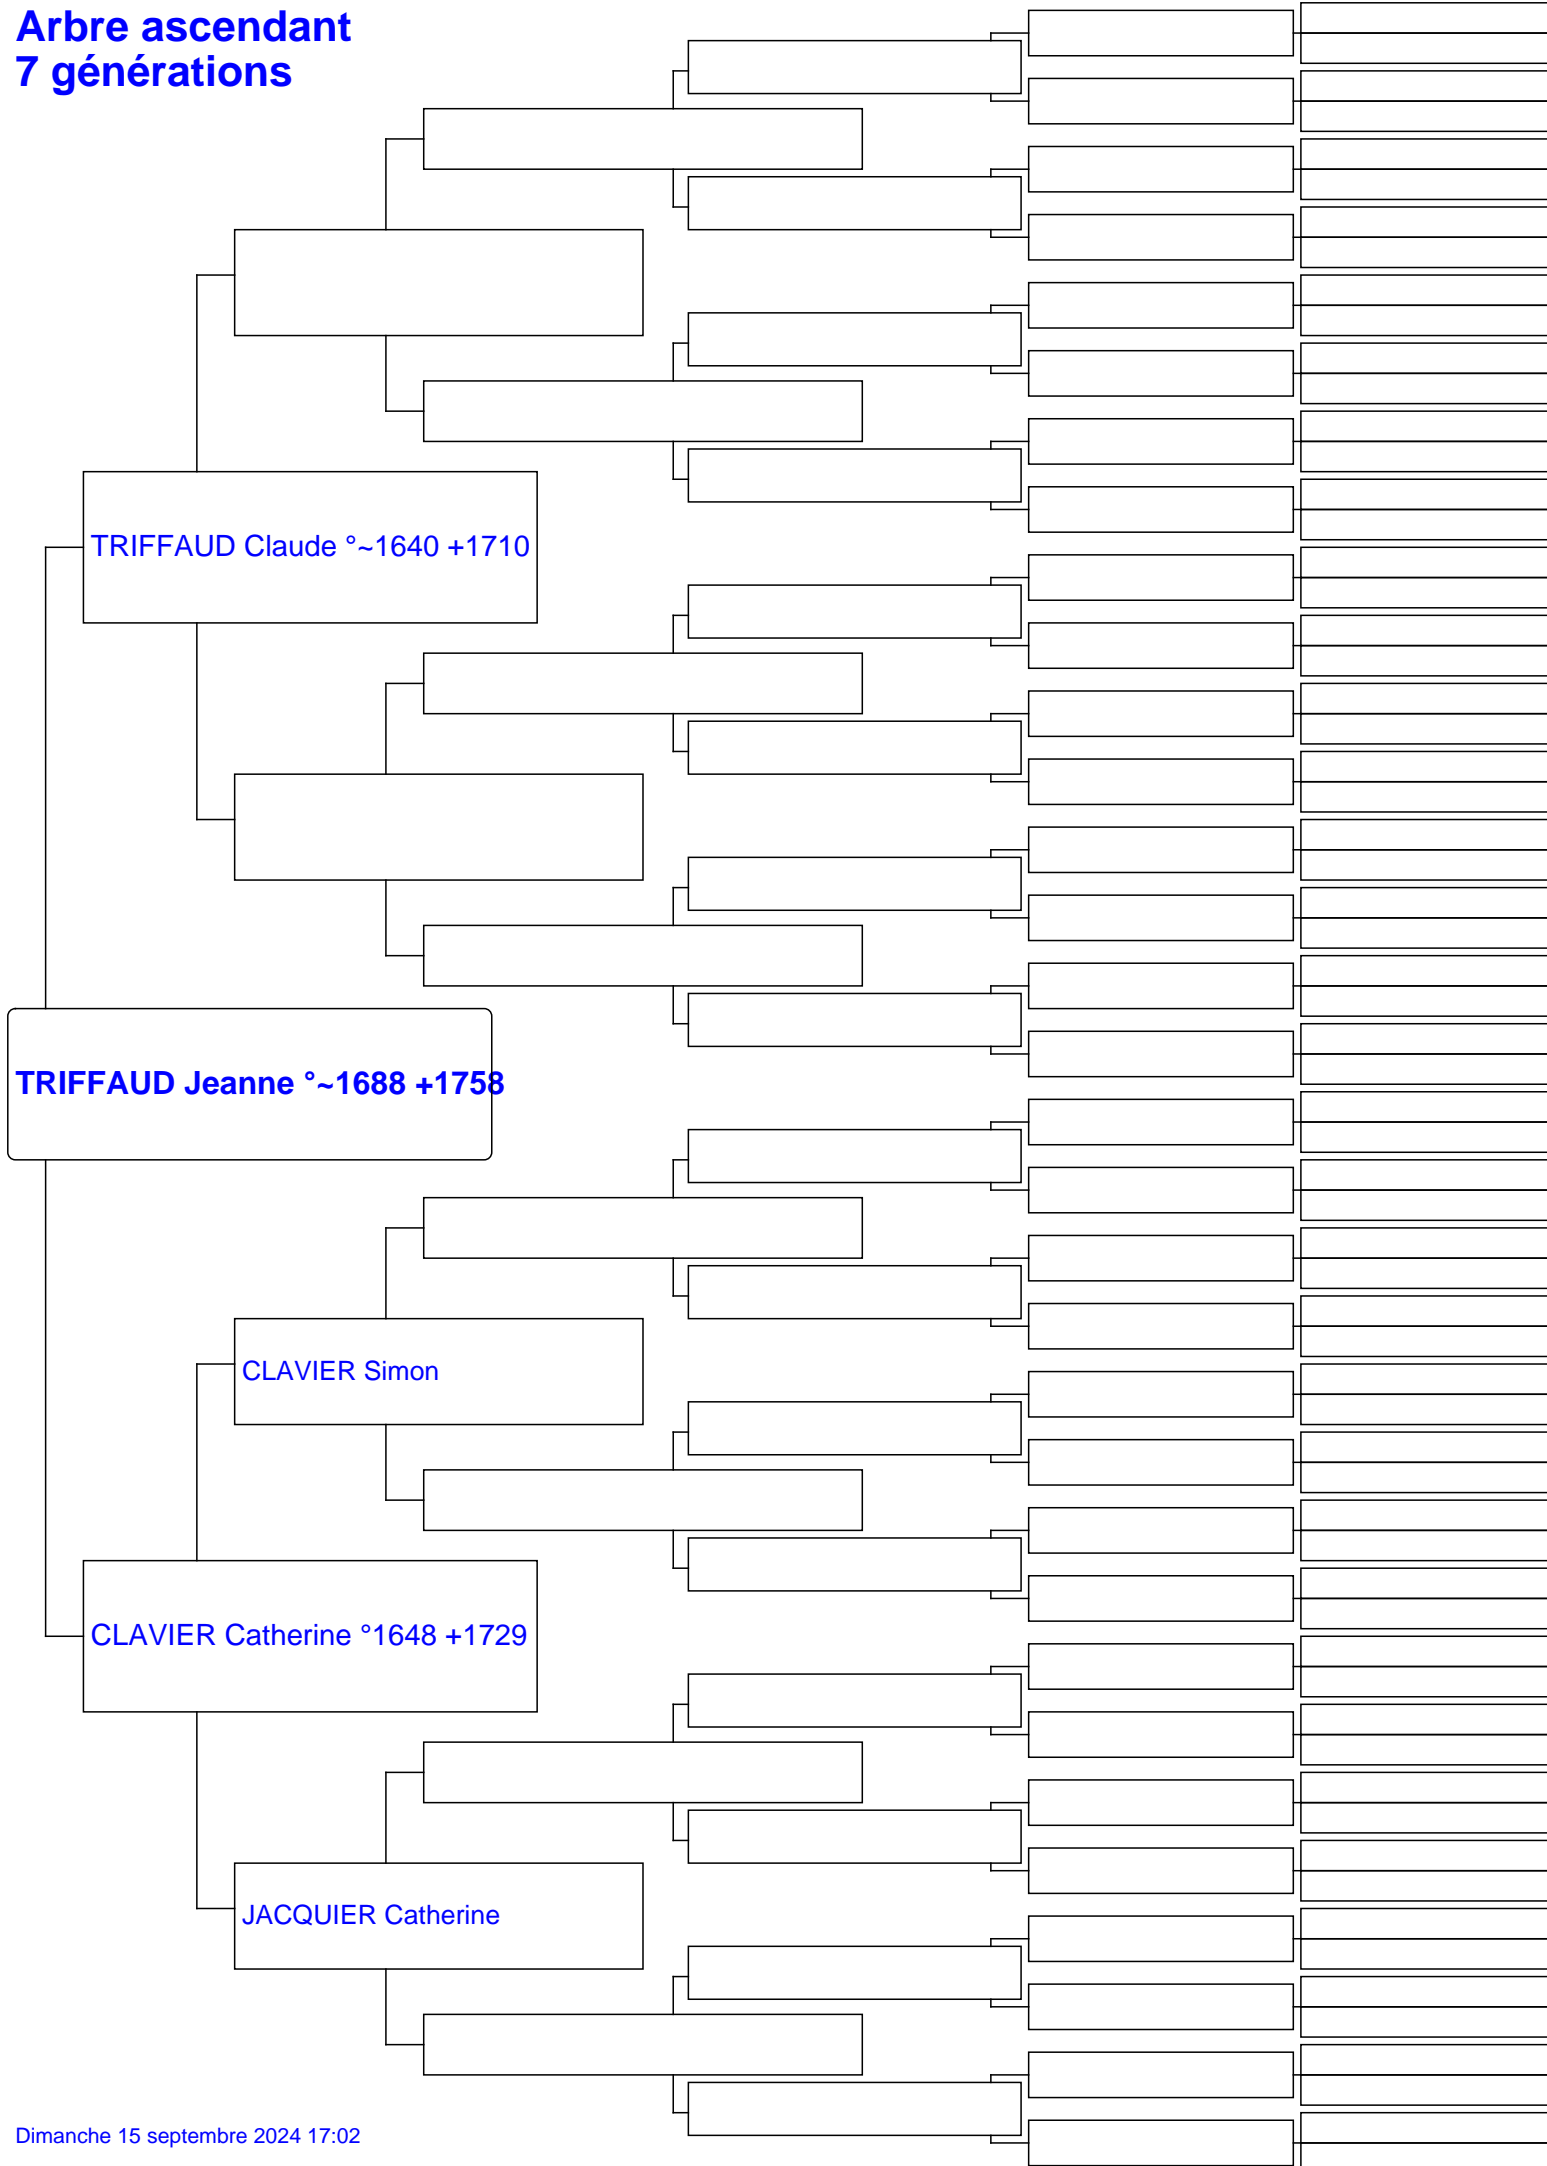 Arbre ascendant
7 générations
TRIFFAUD Claude °~1640 +1710
TRIFFAUD Jeanne °~1688 +1758
CLAVIER Simon
CLAVIER Catherine °1648 +1729
JACQUIER Catherine
Dimanche 15 septembre 2024 17:02